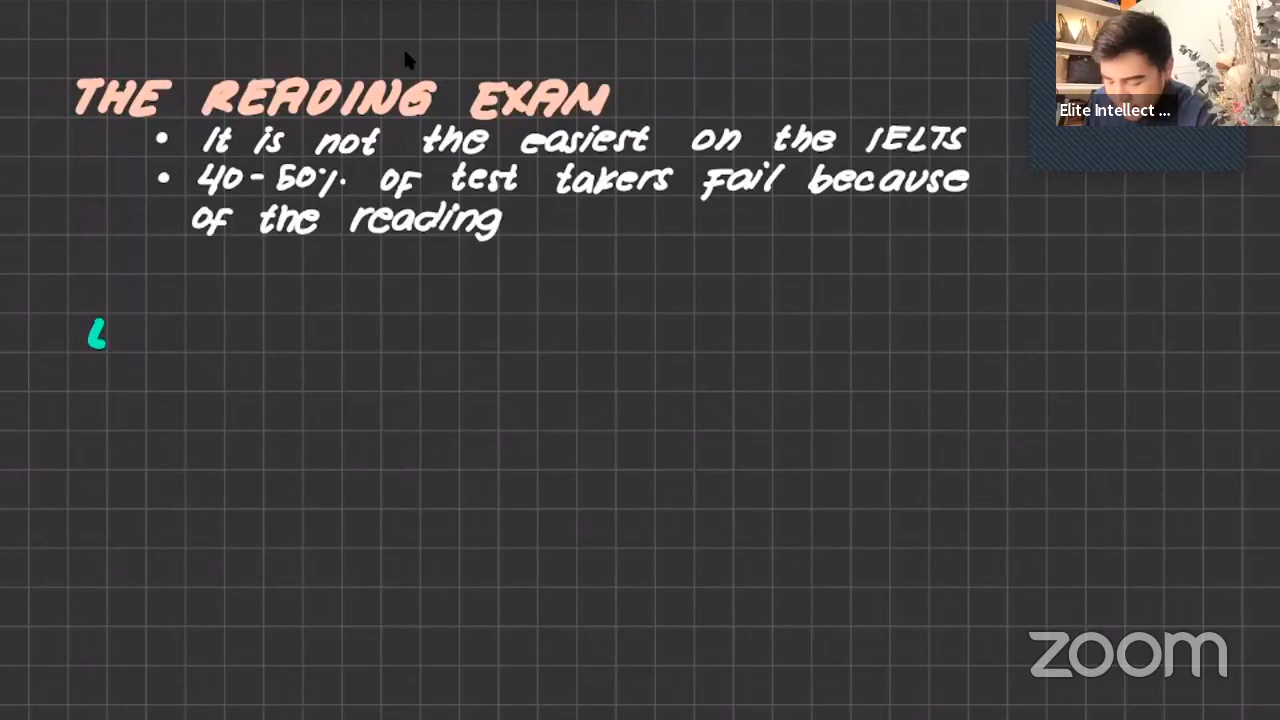 THE READING EXAM
• It is not the easiest on the IELTS
• 40-50%. of test takers fail because
of the reading
Elite Intellect ...
zoom